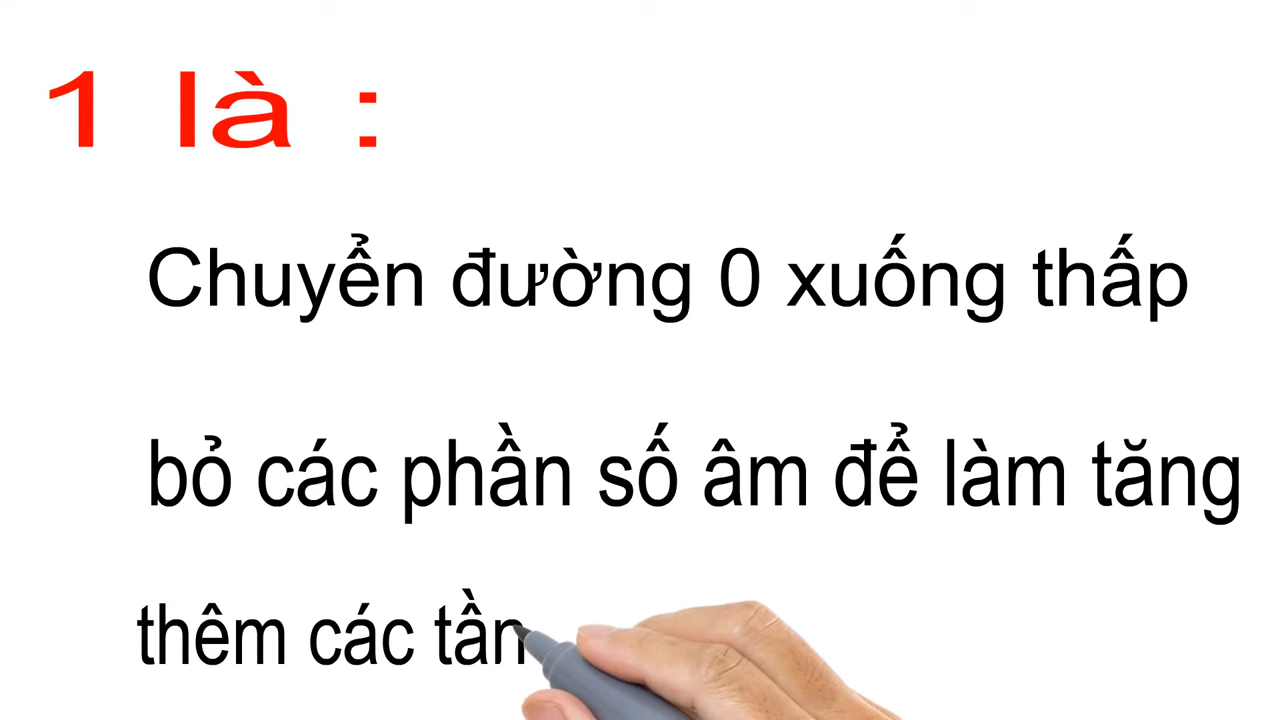 1 là :
Chuyển đường 0 xuống thấp
bỏ các phần số âm để làm tăng
thêm các tần